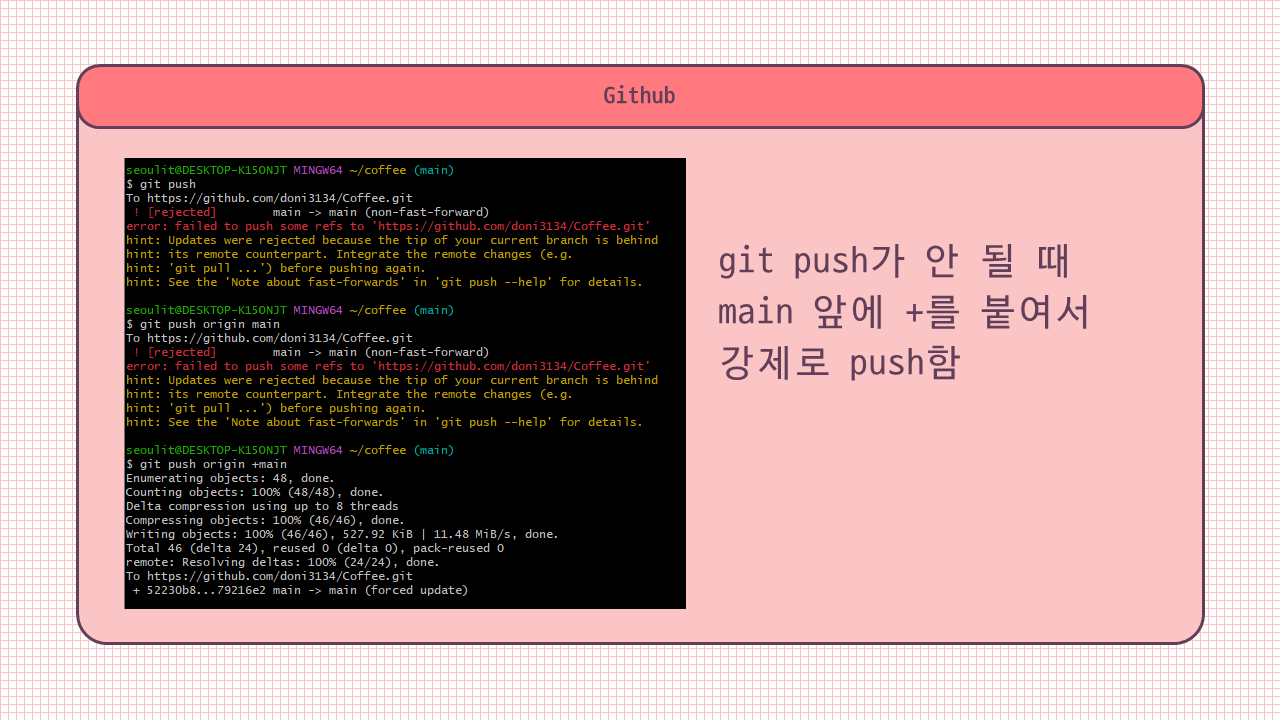 Github
seoulit@DESKTOP-K15ONJT MINGW64 ~/coffee (main)
$ git push
To https://github.com/doni3134/Coffee.git
 ! [rejected]        main -> main (non-fast-forward)
error: failed to push some refs to 'https://github.com/doni3134/Coffee.git'
hint: Updates were rejected because the tip of your current branch is behind
hint: its remote counterpart. Integrate the remote changes (e.g.
hint: 'git pull ...') before pushing again.
hint: See the 'Note about fast-forwards' in 'git push --help' for details.
seoulit@DESKTOP-K15ONJT MINGW64 ~/coffee (main)
$ git push origin main
To https://github.com/doni3134/Coffee.git
 ! [rejected]        main -> main (non-fast-forward)
error: failed to push some refs to 'https://github.com/doni3134/Coffee.git'
hint: Updates were rejected because the tip of your current branch is behind
hint: its remote counterpart. Integrate the remote changes (e.g.
hint: 'git pull ...') before pushing again.
hint: See the 'Note about fast-forwards' in 'git push --help' for details.
seoulit@DESKTOP-K15ONJT MINGW64 ~/coffee (main)
$ git push origin +main
Enumerating objects: 48, done.
Counting objects: 100% (48/48), done.
Delta compression using up to 8 threads
Compressing objects: 100% (46/46), done.
Writing objects: 100% (46/46), 527.92 KiB | 11.48 MiB/s, done.
Total 46 (delta 24), reused 0 (delta 0), pack-reused 0
remote: Resolving deltas: 100% (24/24), done.
To https://github.com/doni3134/Coffee.git
 + 52230b8...79216e2 main -> main (forced update)
git push가 안 될 때
main 앞에 +를 붙여서
강제로 push함